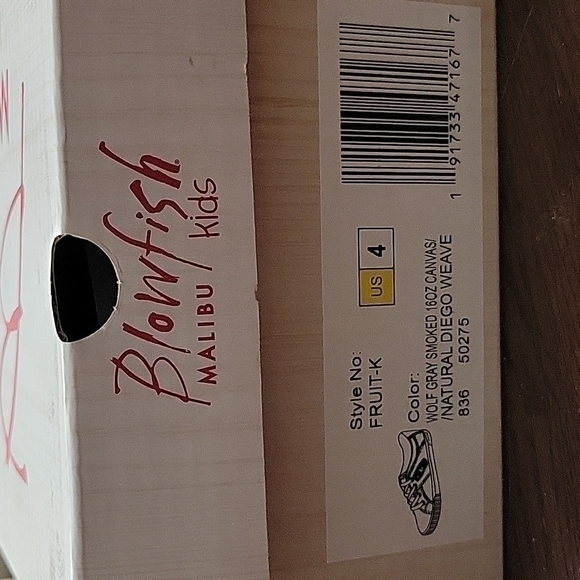 Blowfish
MALIBU kids
Style No:
FRUIT-K
US 4
Color:
WOLF GRAY SMOKED 16OZ CANVAS/
/NATURAL DIEGO WEAVE
836 50275
1 91733 47167 7